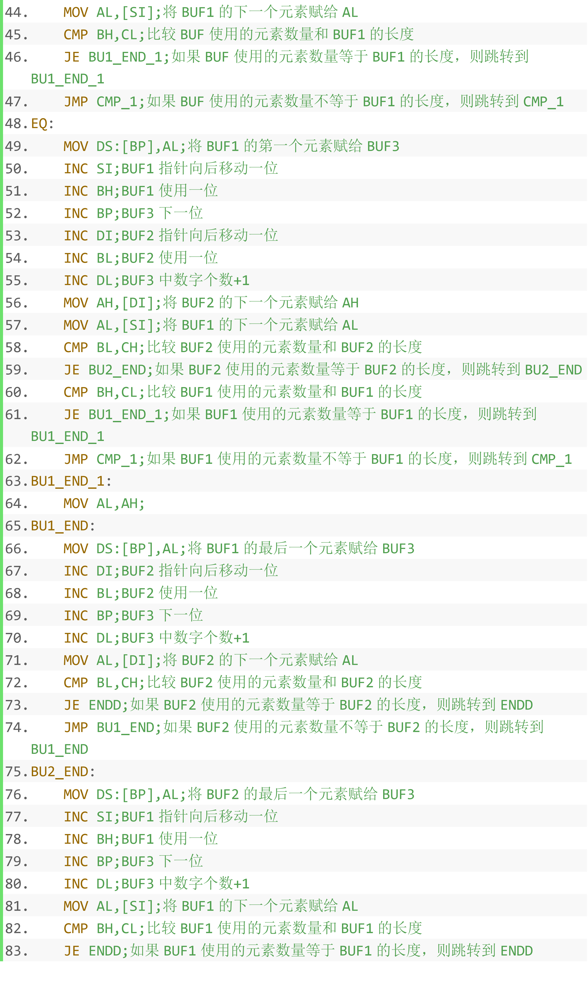 44.    MOV AL,[SI];将 BUF1 的下一个元素赋给 AL
45.    CMP BH,CL;比较 BUF 使用的元素数量和 BUF1 的长度
46.    JE BU1_END_1;如果 BUF 使用的元素数量等于 BUF1 的长度，则跳转到
BU1_END_1
47.    JMP CMP_1;如果 BUF 使用的元素数量不等于 BUF1 的长度，则跳转到 CMP_1
48.EQ:
49.    MOV DS:[BP],AL;将 BUF1 的第一个元素赋给 BUF3
50.    INC SI;BUF1 指针向后移动一位
51.    INC BH;BUF1 使用一位
52.    INC BP;BUF3 下一位
53.    INC DI;BUF2 指针向后移动一位
54.    INC BL;BUF2 使用一位
55.    INC DL;BUF3 中数字个数+1
56.    MOV AH,[DI];将 BUF2 的下一个元素赋给 AH
57.    MOV AL,[SI];将 BUF1 的下一个元素赋给 AL
58.    CMP BL,CH;比较 BUF2 使用的元素数量和 BUF2 的长度
59.    JE BU2_END;如果 BUF2 使用的元素数量等于 BUF2 的长度，则跳转到 BU2_END
60.    CMP BH,CL;比较 BUF1 使用的元素数量和 BUF1 的长度
61.    JE BU1_END_1;如果 BUF1 使用的元素数量等于 BUF1 的长度，则跳转到
BU1_END_1
62.    JMP CMP_1;如果 BUF1 使用的元素数量不等于 BUF1 的长度，则跳转到 CMP_1
63.BU1_END_1:
64.    MOV AL,AH;
65.BU1_END:
66.    MOV DS:[BP],AL;将 BUF1 的最后一个元素赋给 BUF3
67.    INC DI;BUF2 指针向后移动一位
68.    INC BL;BUF2 使用一位
69.    INC BP;BUF3 下一位
70.    INC DL;BUF3 中数字个数+1
71.    MOV AL,[DI];将 BUF2 的下一个元素赋给 AL
72.    CMP BL,CH;比较 BUF2 使用的元素数量和 BUF2 的长度
73.    JE ENDD;如果 BUF2 使用的元素数量等于 BUF2 的长度，则跳转到 ENDD
74.    JMP BU1_END;如果 BUF2 使用的元素数量不等于 BUF2 的长度，则跳转到
BU1_END
75.BU2_END:
76.    MOV DS:[BP],AL;将 BUF2 的最后一个元素赋给 BUF3
77.    INC SI;BUF1 指针向后移动一位
78.    INC BH;BUF1 使用一位
79.    INC BP;BUF3 下一位
80.    INC DL;BUF3 中数字个数+1
81.    MOV AL,[SI];将 BUF1 的下一个元素赋给 AL
82.    CMP BH,CL;比较 BUF1 使用的元素数量和 BUF1 的长度
83.    JE ENDD;如果 BUF1 使用的元素数量等于 BUF1 的长度，则跳转到 ENDD